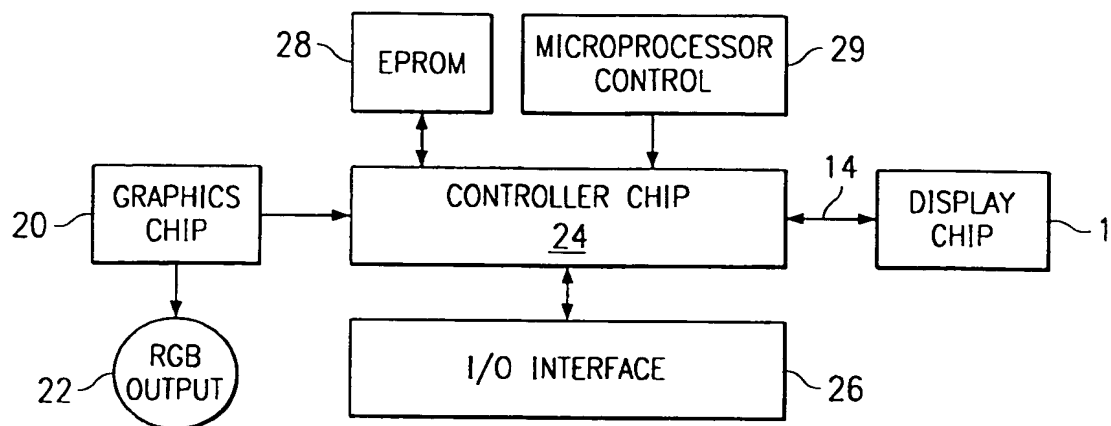 28
EPROM
MICROPROCESSOR
CONTROL
29
20
GRAPHICS
CHIP
CONTROLLER CHIP
24
14
DISPLAY
CHIP
1
22
RGB
OUTPUT
I/O INTERFACE
26